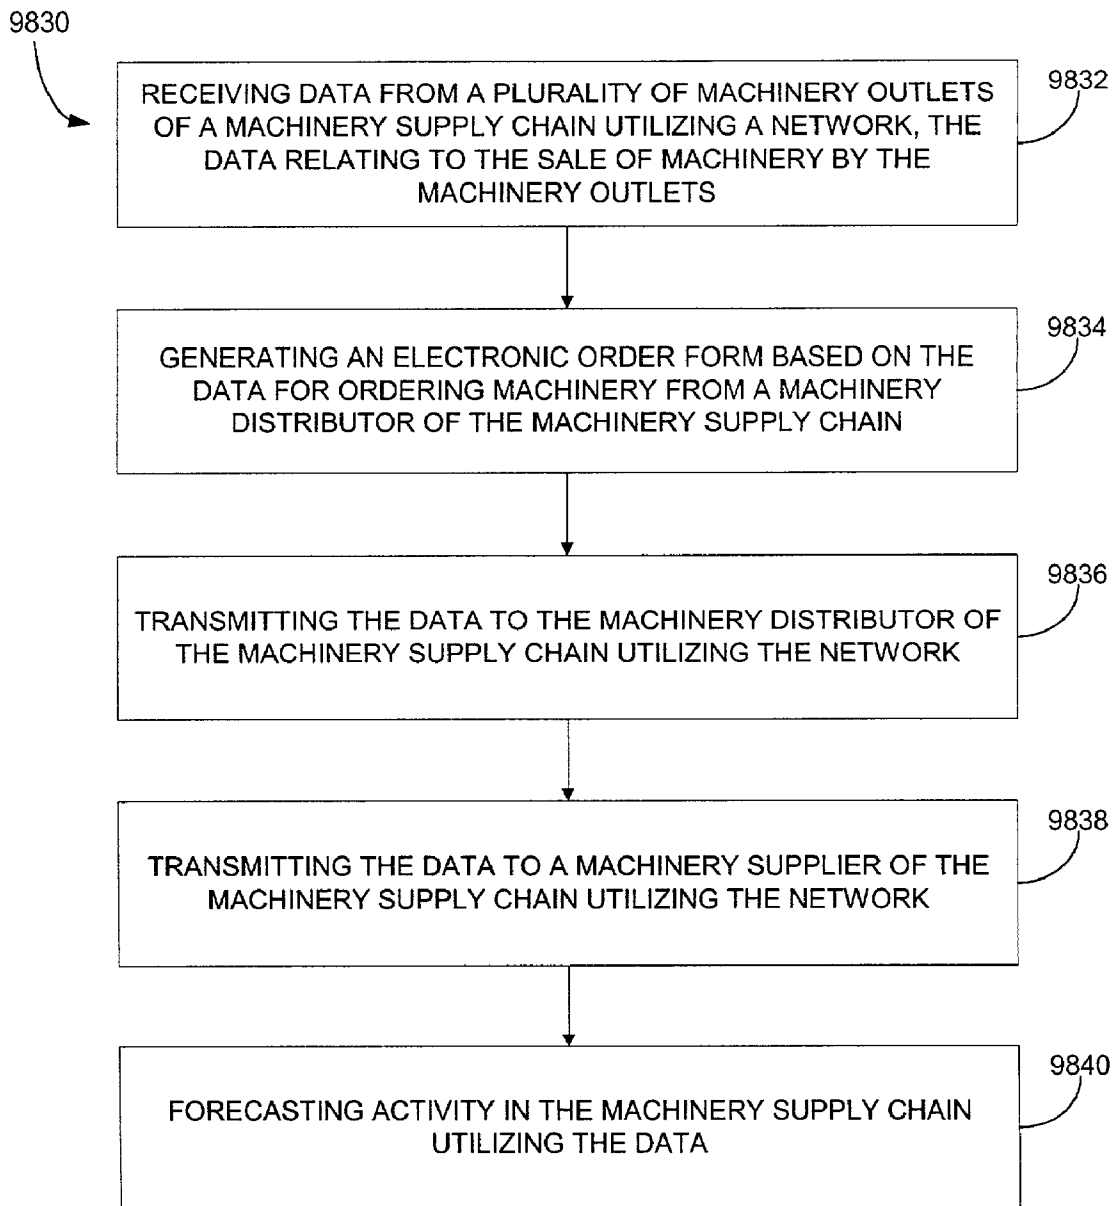 9830
RECEIVING DATA FROM A PLURALITY OF MACHINERY OUTLETS
OF A MACHINERY SUPPLY CHAIN UTILIZING A NETWORK, THE
DATA RELATING TO THE SALE OF MACHINERY BY THE
MACHINERY OUTLETS
9832
GENERATING AN ELECTRONIC ORDER FORM BASED ON THE
DATA FOR ORDERING MACHINERY FROM A MACHINERY
DISTRIBUTOR OF THE MACHINERY SUPPLY CHAIN
9834
TRANSMITTING THE DATA TO THE MACHINERY DISTRIBUTOR OF
THE MACHINERY SUPPLY CHAIN UTILIZING THE NETWORK
9836
TRANSMITTING THE DATA TO A MACHINERY SUPPLIER OF THE
MACHINERY SUPPLY CHAIN UTILIZING THE NETWORK
9838
FORECASTING ACTIVITY IN THE MACHINERY SUPPLY CHAIN
UTILIZING THE DATA
9840